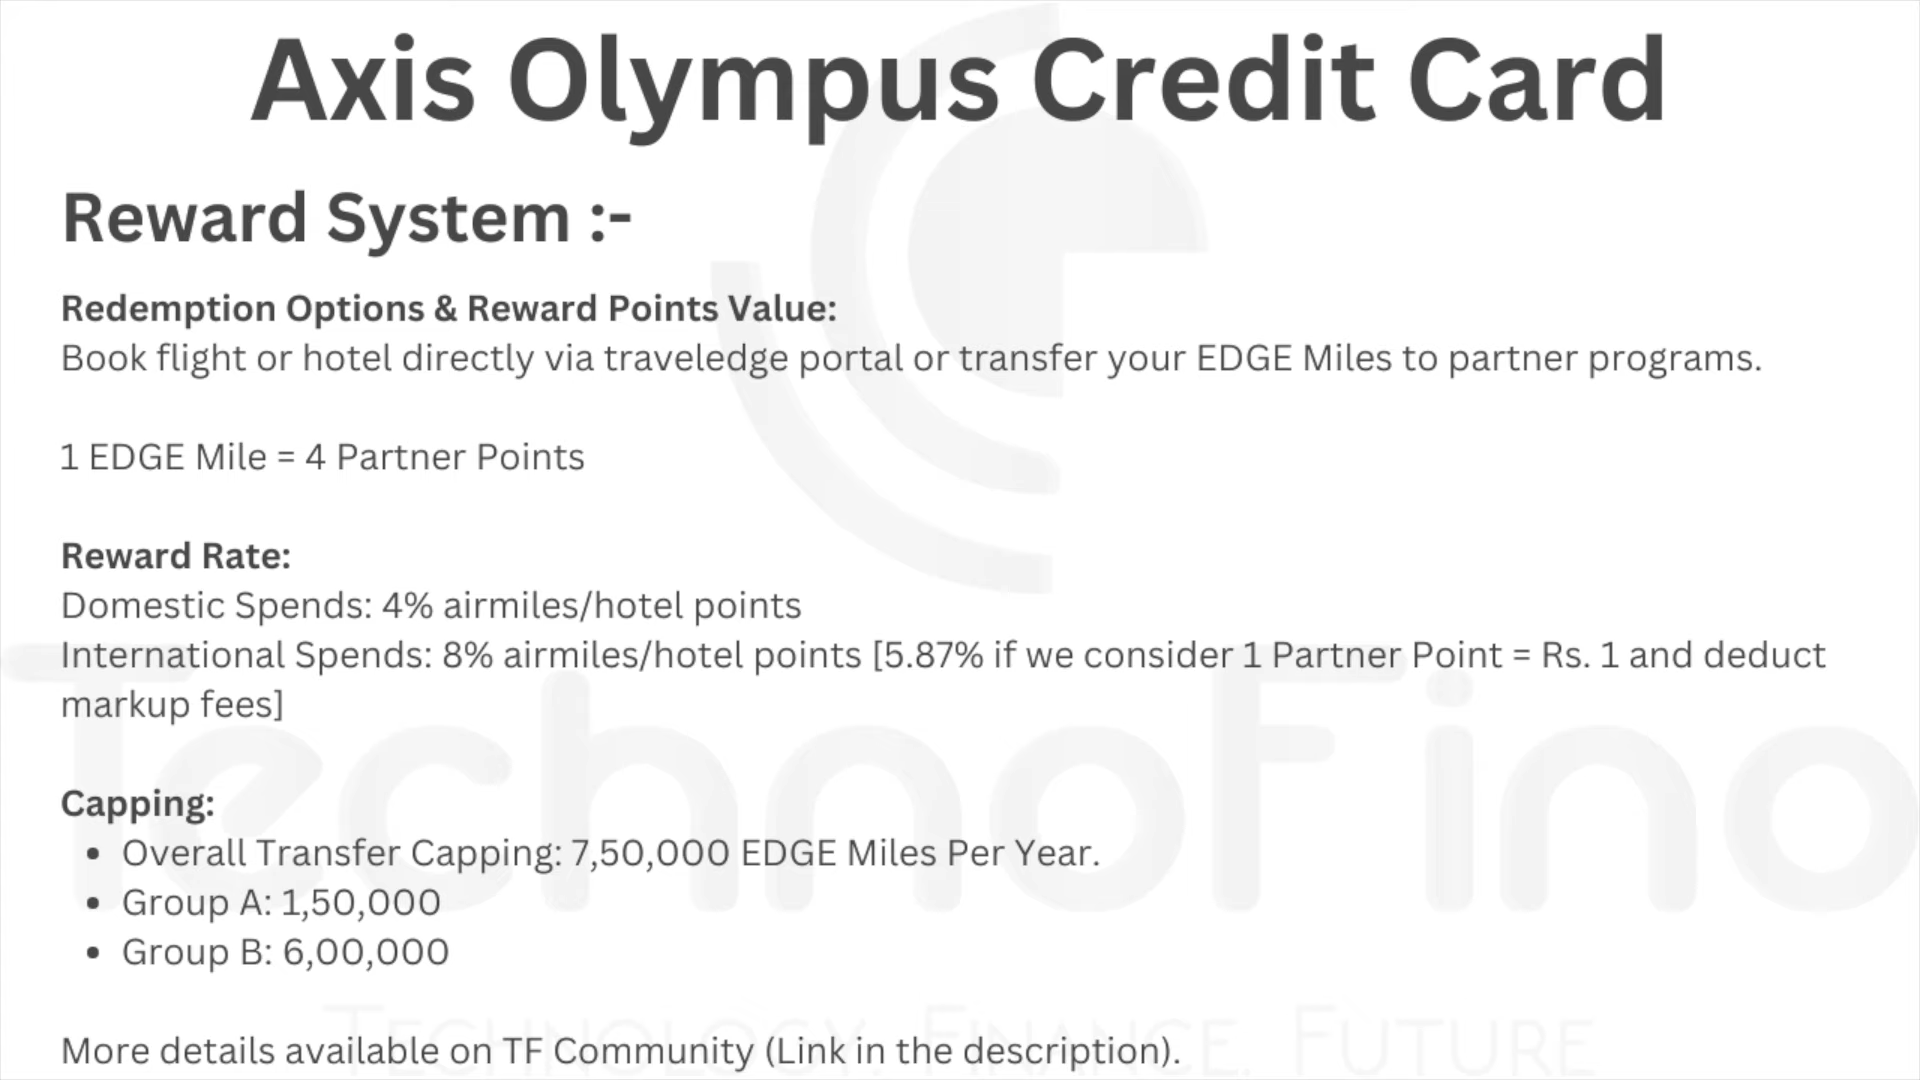 Axis Olympus Credit Card
Reward System :-
Redemption Options & Reward Points Value:
Book flight or hotel directly via traveledge portal or transfer your EDGE Miles to partner programs.
1 EDGE Mile = 4 Partner Points
Reward Rate:
Domestic Spends: 4% airmiles/hotel points
International Spends: 8% airmiles/hotel points [5.87% if we consider 1 Partner Point = Rs. 1 and deduct
markup fees]
Capping:
• Overall Transfer Capping: 7,50,000 EDGE Miles Per Year.
• Group A: 1,50,000
• Group B: 6,00,000
More details available on TF Community (Link in the description).
TechnoFino
TECHNOLOGY. FINANCE. FUTURE